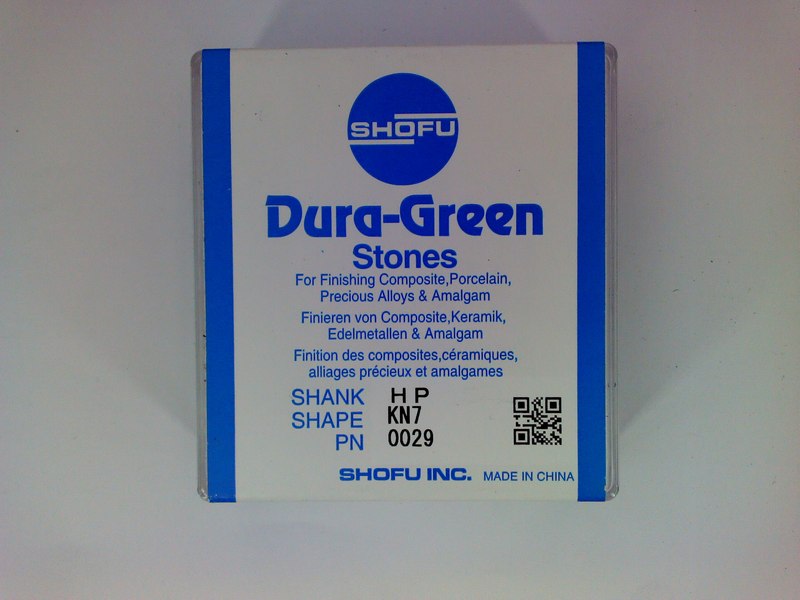 SHOFU
Dura-Green
Stones
For Finishing Composite,Porcelain,
Precious Alloys & Amalgam
Finieren von Composite,Keramik,
Edelmetallen & Amalgam
Finition des composites,céramiques,
alliages précieux et amalgames
SHANK HP
SHAPE KN7
PN 0029
SHOFU INC. MADE IN CHINA